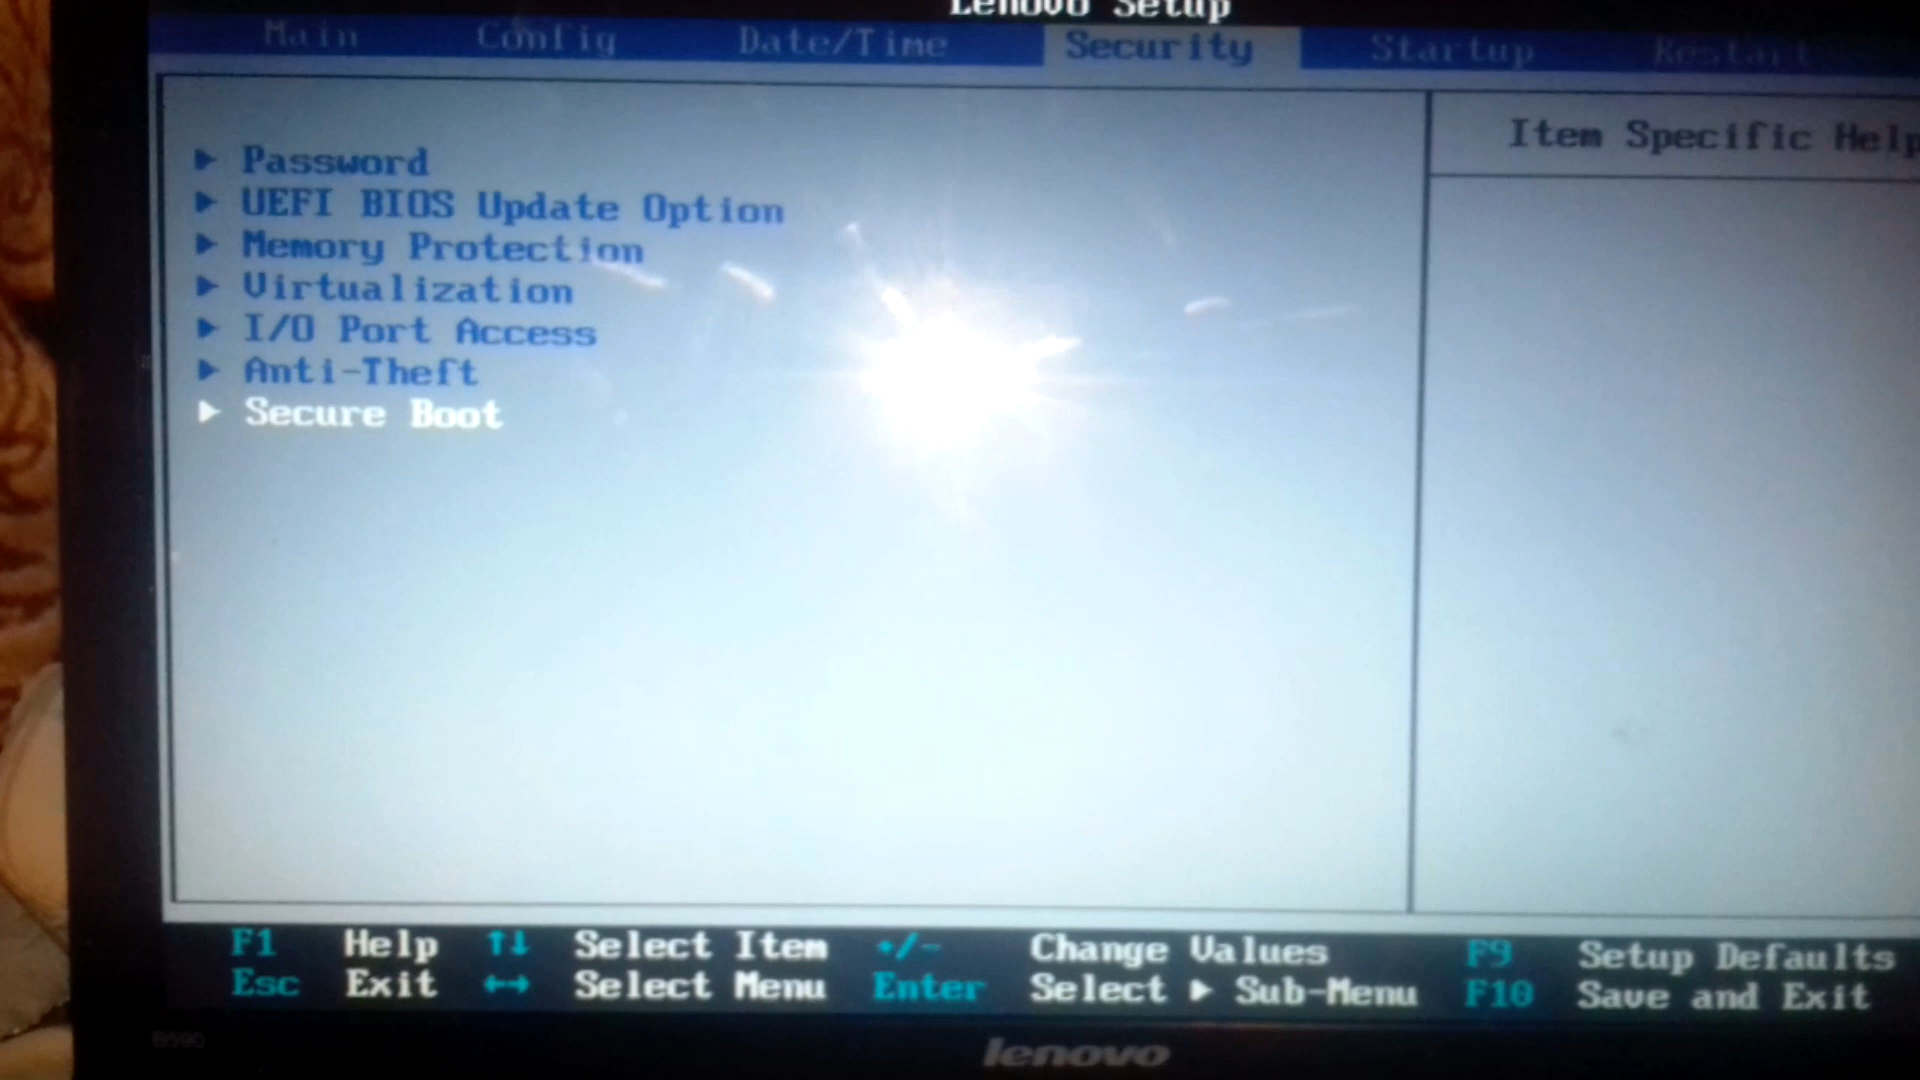 Lenovo Setup
Main Config Date/Time Security Startup Restart
Item Specific Help
Password
UEFI BIOS Update Option
Memory Protection
Virtualization
I/O Port Access
Anti-Theft
Secure Boot
F1 Help ↑↓ Select Item +/- Change Values F9 Setup Defaults
Esc Exit ↔ Select Menu Enter Select ▶ Sub-Menu F10 Save and Exit
B590
lenovo